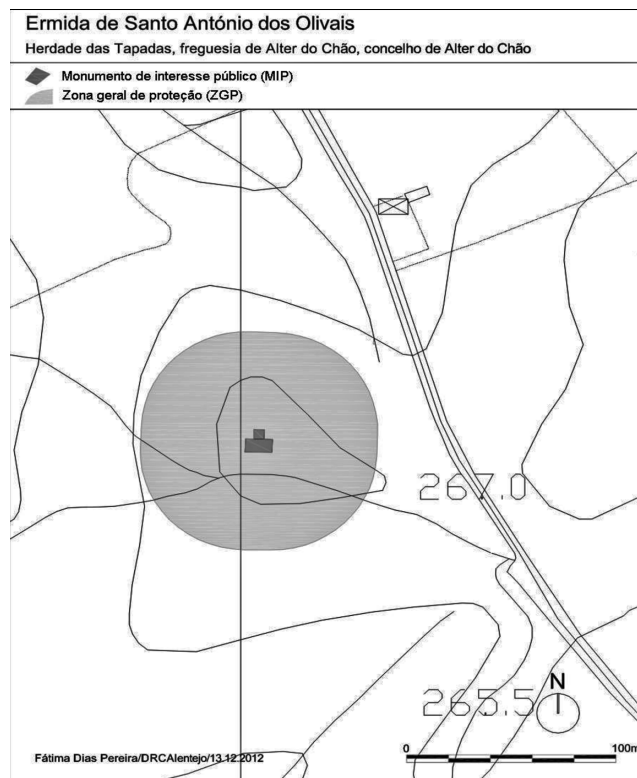 Ermida de Santo António dos Olivais
Herdade das Tapadas, freguesia de Alter do Chão, concelho de Alter do Chão
Monumento de interesse público (MIP)
Zona geral de proteção (ZGP)
267.0
265.5
N
0 100m
Fátima Dias Pereira/DRCAlentejo/13.12.2012